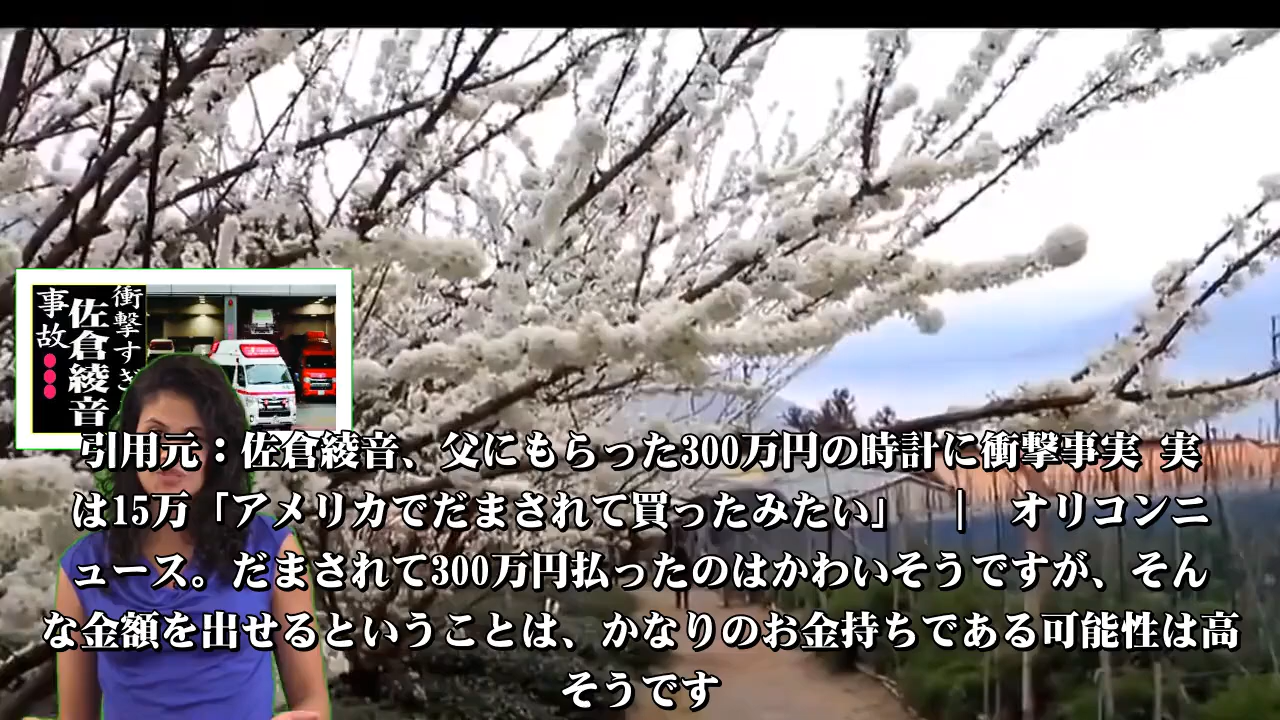 衝撃すぎ
佐倉綾音
事故●●●
引用元：佐倉綾音、父にもらった300万円の時計に衝撃事実 実
は15万「アメリカでだまされて買ったみたい」　｜　オリコンニ
ュース。だまされて300万円払ったのはかわいそうですが、そん
な金額を出せるということは、かなりのお金持ちである可能性は高
そうです